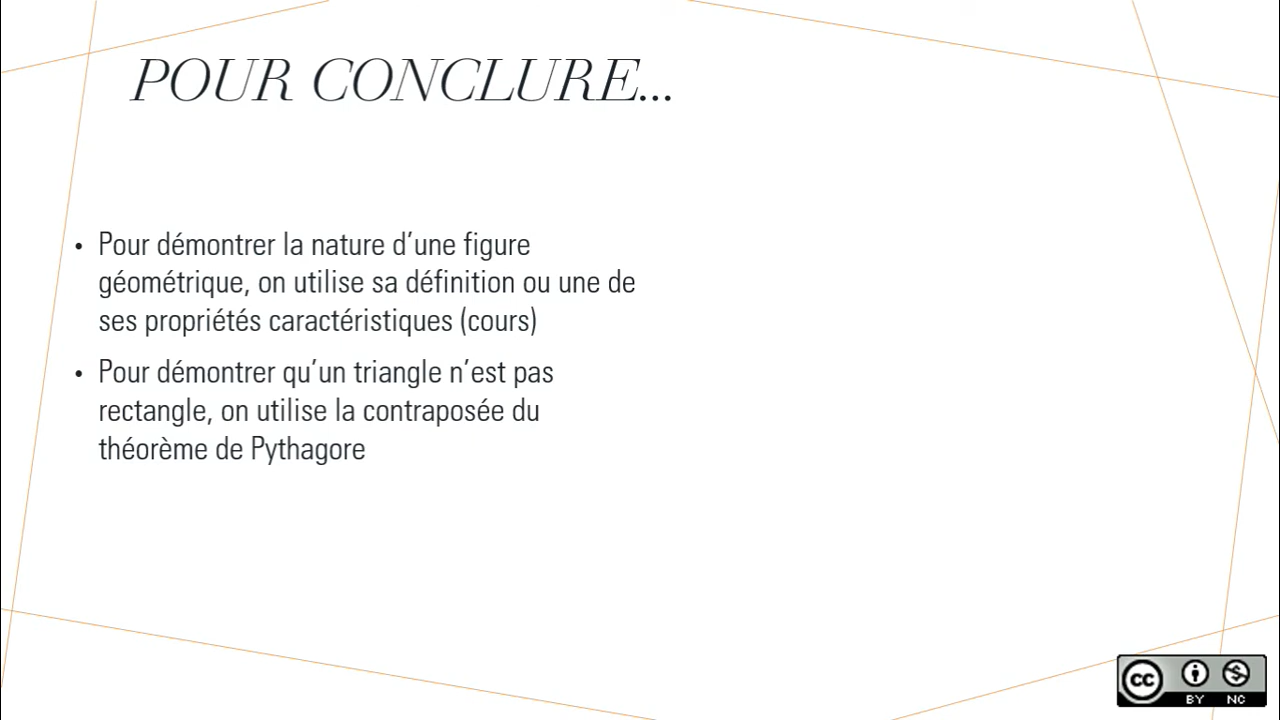 POUR CONCLURE...
• Pour démontrer la nature d’une figure
géométrique, on utilise sa définition ou une de
ses propriétés caractéristiques (cours)
• Pour démontrer qu’un triangle n’est pas
rectangle, on utilise la contraposée du
théorème de Pythagore
CC
BY NC